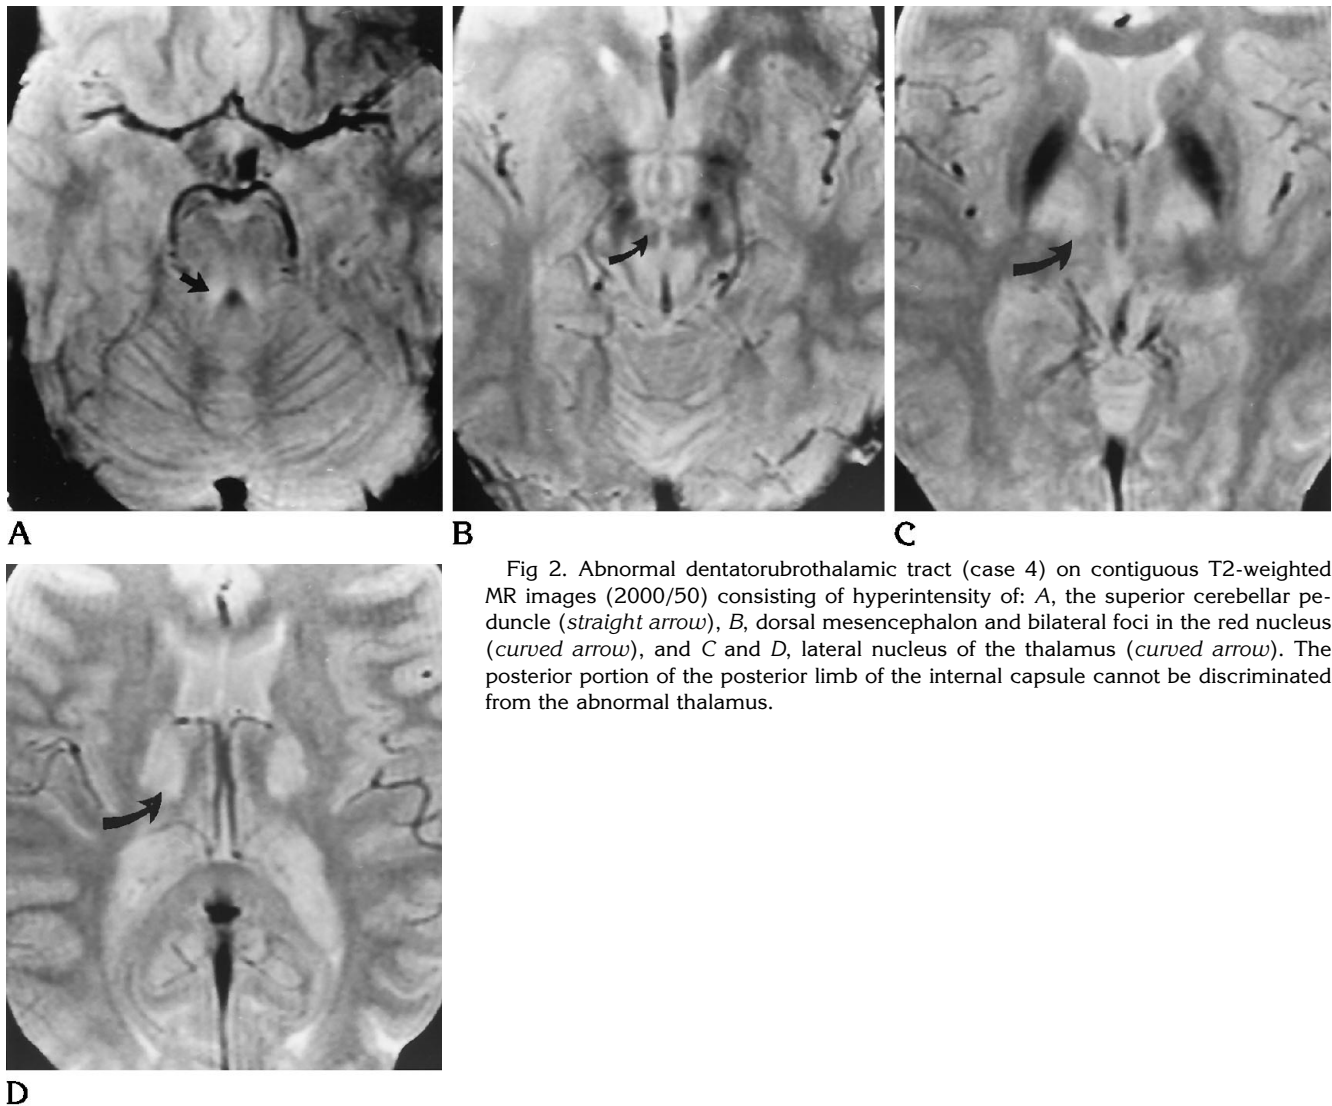 A
B
C
Fig 2. Abnormal dentatorubrothalamic tract (case 4) on contiguous T2-weighted
MR images (2000/50) consisting of hyperintensity of: A, the superior cerebellar pe-
duncle (straight arrow), B, dorsal mesencephalon and bilateral foci in the red nucleus
(curved arrow), and C and D, lateral nucleus of the thalamus (curved arrow). The
posterior portion of the posterior limb of the internal capsule cannot be discriminated
from the abnormal thalamus.
D